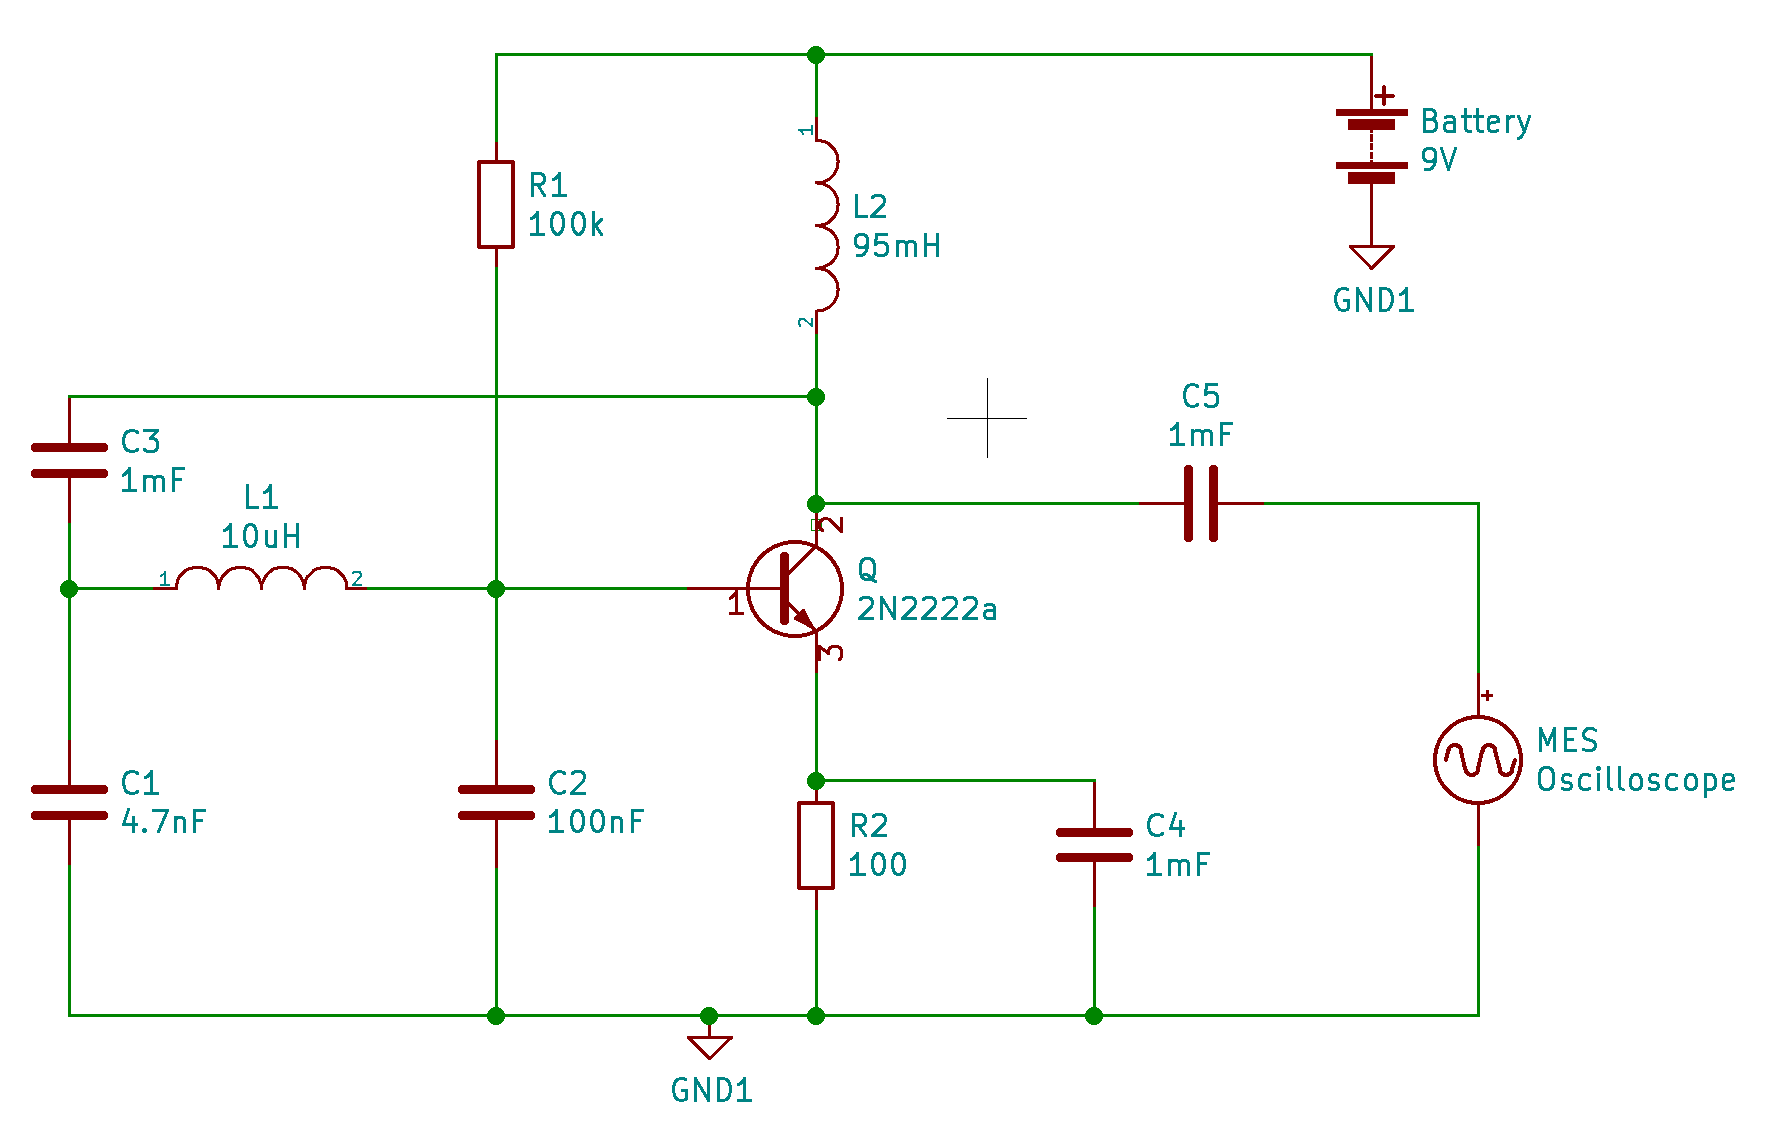 +
Battery
9V
GND1
1
R1
100k
L2
95mH
2
C3
1mF
L1
10uH
1
2
C5
1mF
2
Q
2N2222a
1
3
+
MES
Oscilloscope
C1
4.7nF
C2
100nF
R2
100
C4
1mF
GND1